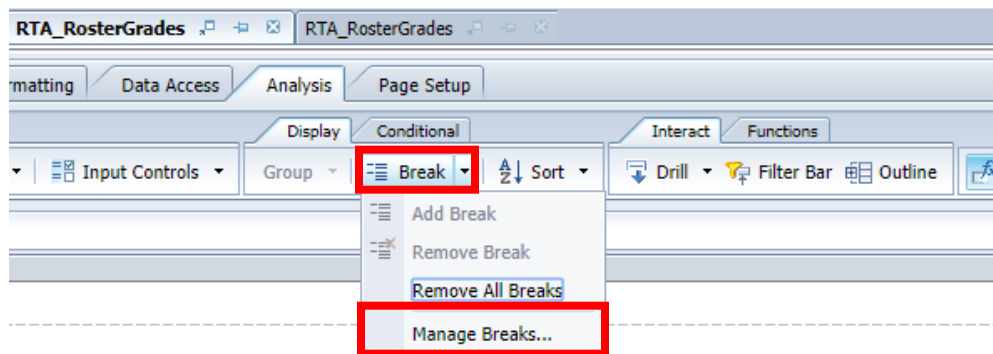 RTA_RosterGrades RTA_RosterGrades
rmatting Data Access Analysis Page Setup
Display Conditional Interact Functions
Input Controls Group Break Sort Drill Filter Bar Outline
Add Break
Remove Break
Remove All Breaks
Manage Breaks...